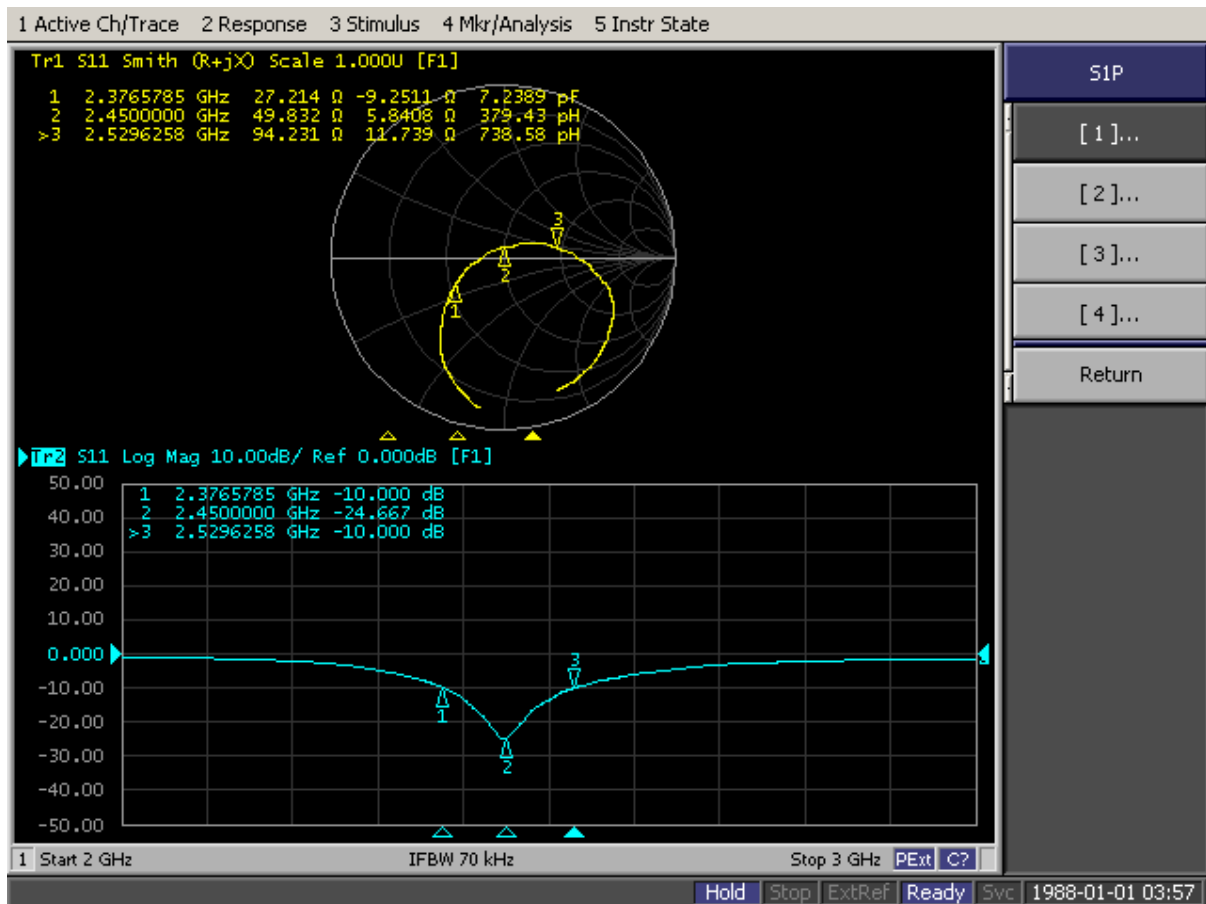 1 Active Ch/Trace 2 Response 3 Stimulus 4 Mkr/Analysis 5 Instr State
Tr1 S11 Smith (R+jX) Scale 1.000U [F1]
1 2.3765785 GHz 27.214 Ω -9.2511 Ω 7.2389 pF
2 2.4500000 GHz 49.832 Ω 5.8408 Ω 379.43 pH
>3 2.5296258 GHz 94.231 Ω 11.739 Ω 738.58 pH
3
2
1
Tr2 S11 Log Mag 10.00dB/ Ref 0.000dB [F1]
50.00
40.00
30.00
20.00
10.00
0.000
-10.00
-20.00
-30.00
-40.00
-50.00
1 2.3765785 GHz -10.000 dB
2 2.4500000 GHz -24.667 dB
>3 2.5296258 GHz -10.000 dB
3
1
2
1 Start 2 GHz IFBW 70 kHz Stop 3 GHz PExt C?
S1P
[ 1 ]...
[ 2 ]...
[ 3 ]...
[ 4 ]...
Return
Hold Stop ExtRef Ready Svc 1988-01-01 03:57